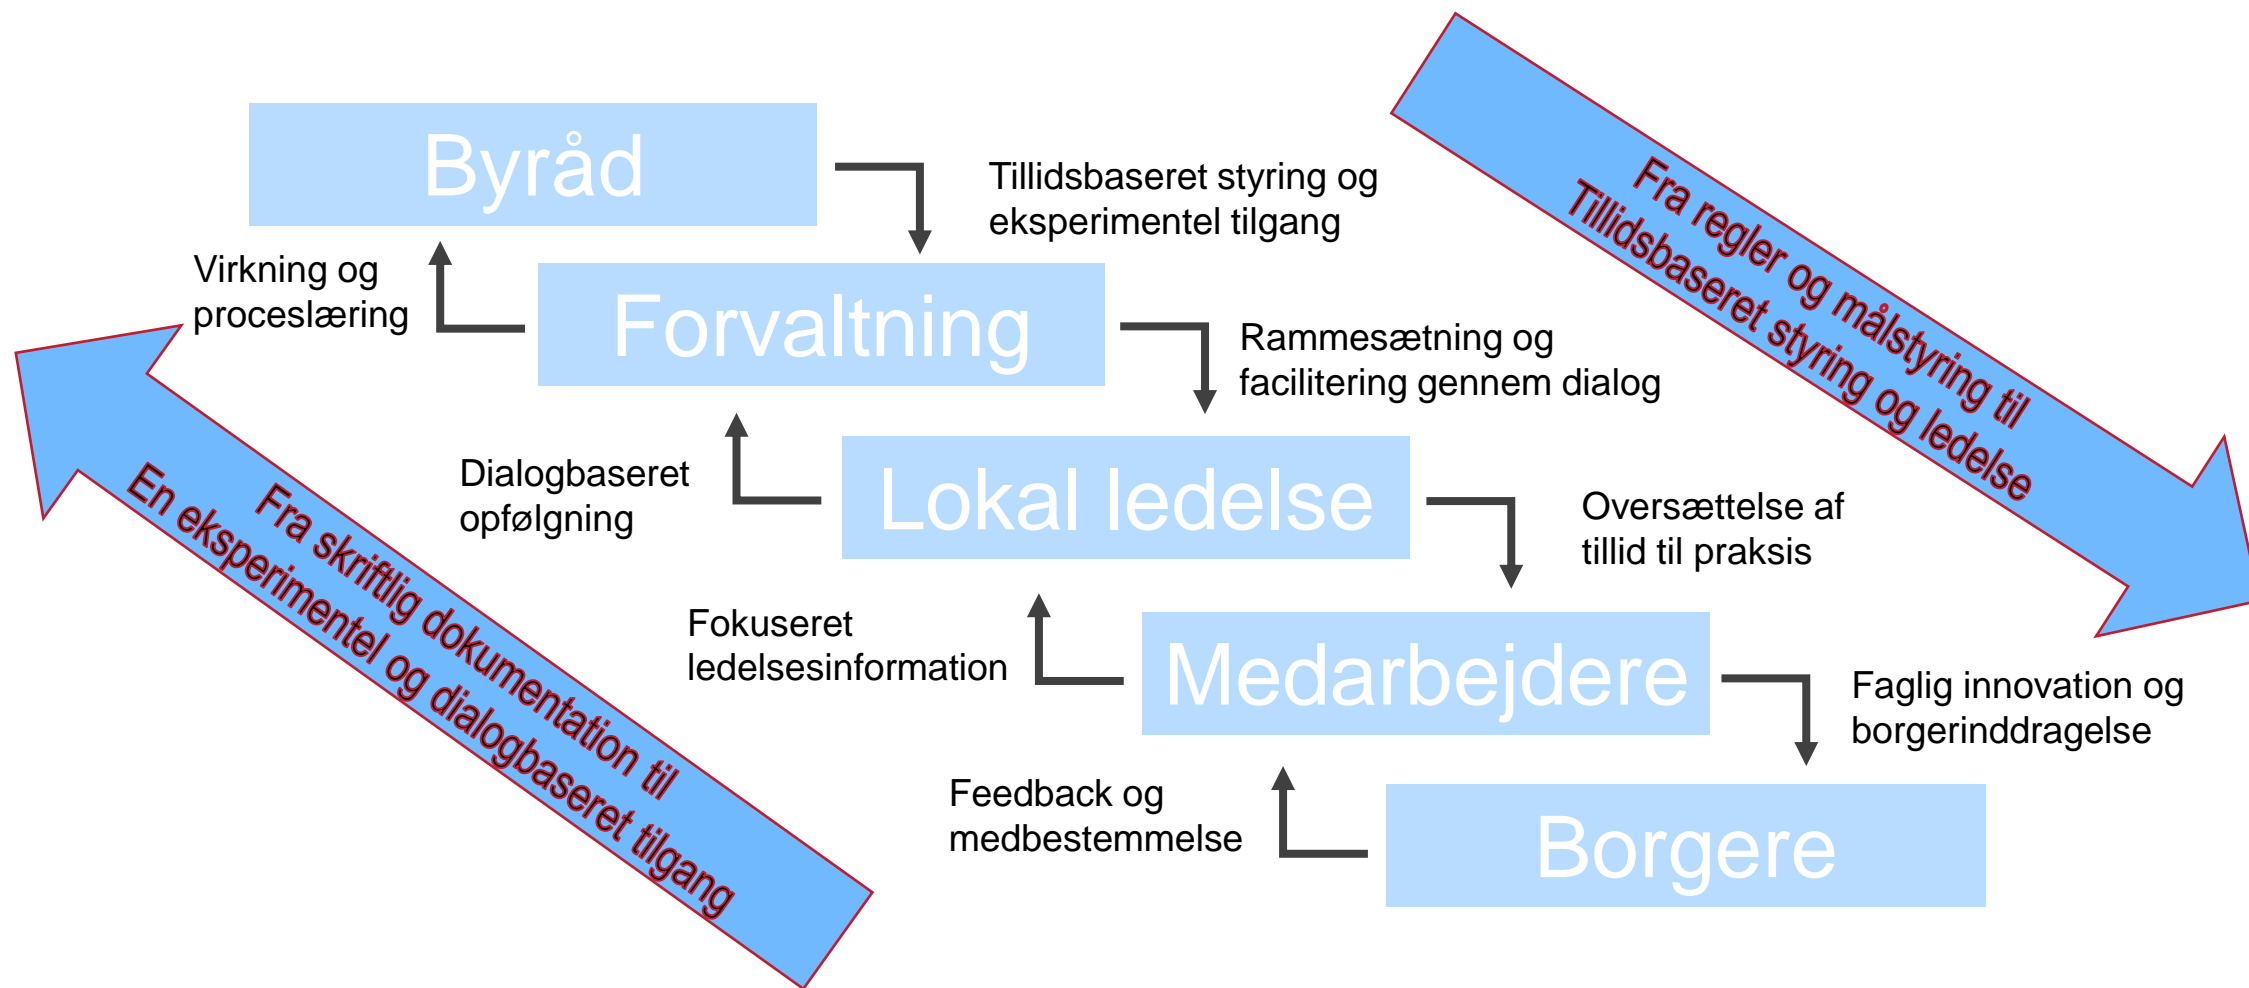 Byråd
Tillidsbaseret styring og
eksperimentel tilgang
Fra regler og målstyring til
Tillidsbaseret styring og ledelse
Virkning og
proceslæring
Forvaltning
Rammesætning og
facilitering gennem dialog
Dialogbaseret
opfølgning
Lokal ledelse
Oversættelse af
tillid til praksis
Fra skriftlig dokumentation til
En eksperimentel og dialogbaseret tilgang
Fokuseret
ledelsesinformation
Medarbejdere
Faglig innovation og
borgerinddragelse
Feedback og
medbestemmelse
Borgere